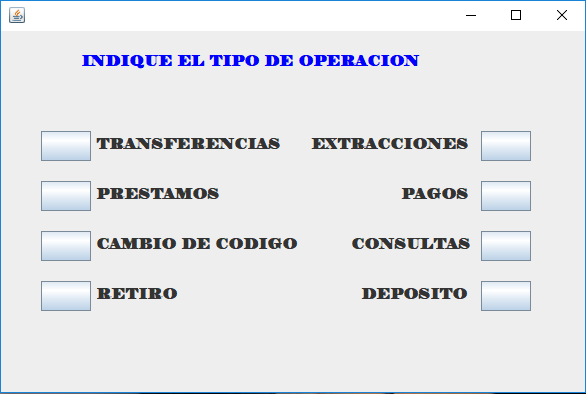 INDIQUE EL TIPO DE OPERACION
TRANSFERENCIAS EXTRACCIONES
PRESTAMOS PAGOS
CAMBIO DE CODIGO CONSULTAS
RETIRO DEPOSITO